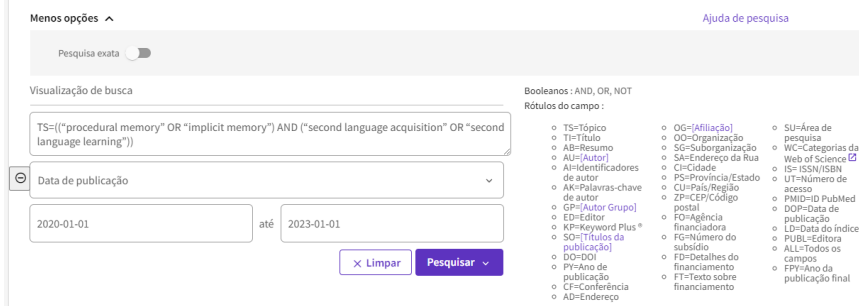 Menos opções
Ajuda de pesquisa
Pesquisa exata
Visualização de busca
TS=((“procedural memory” OR “implicit memory”) AND (“second language acquisition” OR “second
language learning”))
Data de publicação
2020-01-01
até
2023-01-01
× Limpar
Pesquisar
Booleanos : AND, OR, NOT
Rótulos do campo :
TS=Tópico
TI=Título
AB=Resumo
AU=[Autor]
AI=Identificadores
de autor
AK=Palavras-chave
de autor
GP=[Autor Grupo]
ED=Editor
KP=Keyword Plus ®
SO=[Títulos da
publicação]
DO=DOI
PY=Ano de
publicação
CF=Conferência
AD=Endereço
OG=[Afiliação]
OO=Organização
SG=Suborganização
SA=Endereço da Rua
CI=Cidade
PS=Província/Estado
CU=País/Região
ZP=CEP/Código
postal
FO=Agência
financiadora
FG=Número do
subsídio
FD=Detalhes do
financiamento
FT=Texto sobre
financiamento
SU=Área de
pesquisa
WC=Categorias da
Web of Science
IS= ISSN/ISBN
UT=Número de
acesso
PMID=ID PubMed
DOP=Data de
publicação
LD=Data do índice
PUBL=Editora
ALL=Todos os
campos
FPY=Ano da
publicação final